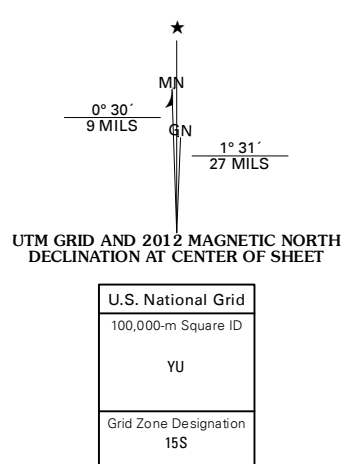 ★
MN
0° 30´
9 MILS
GN
1° 31´
27 MILS
UTM GRID AND 2012 MAGNETIC NORTH
DECLINATION AT CENTER OF SHEET
U.S. National Grid
100,000-m Square ID
YU
Grid Zone Designation
15S